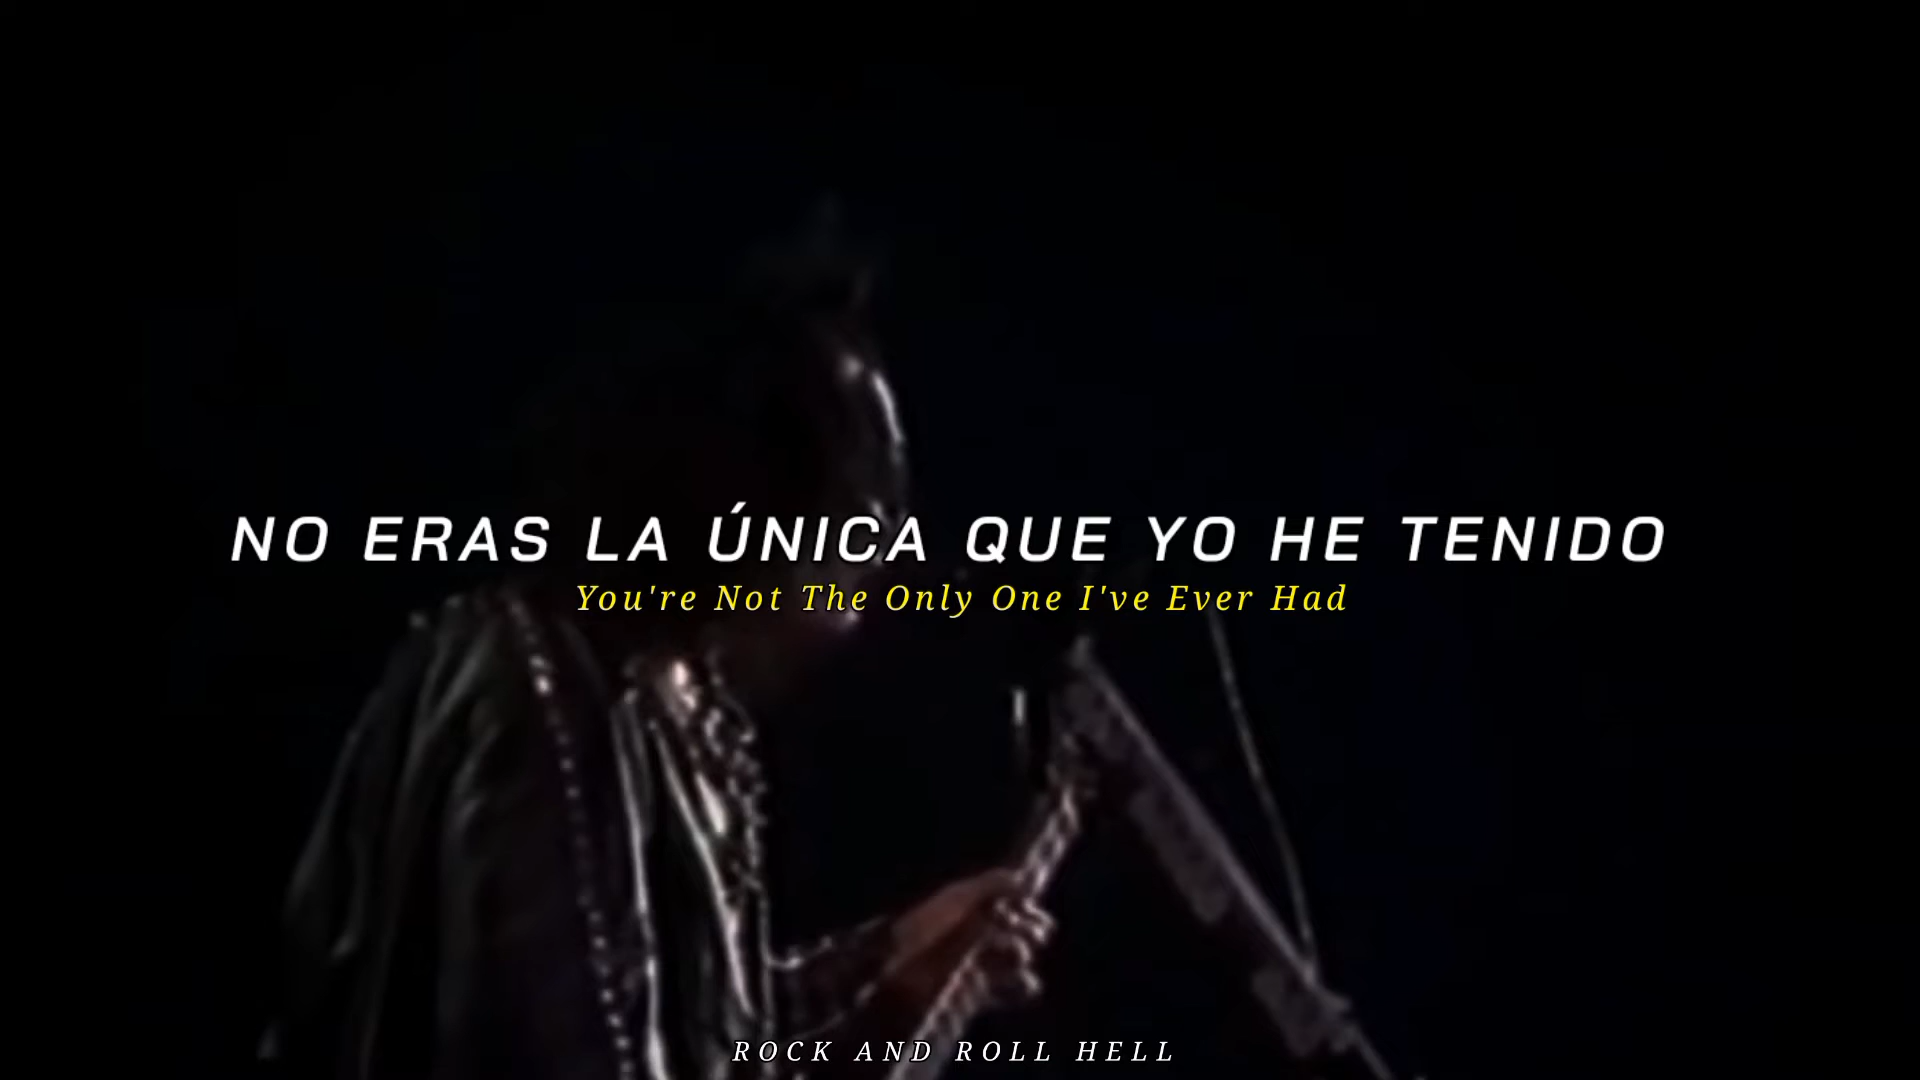 NO ERAS LA ÚNICA QUE YO HE TENIDO
You're Not The Only One I've Ever Had
ROCK AND ROLL HELL